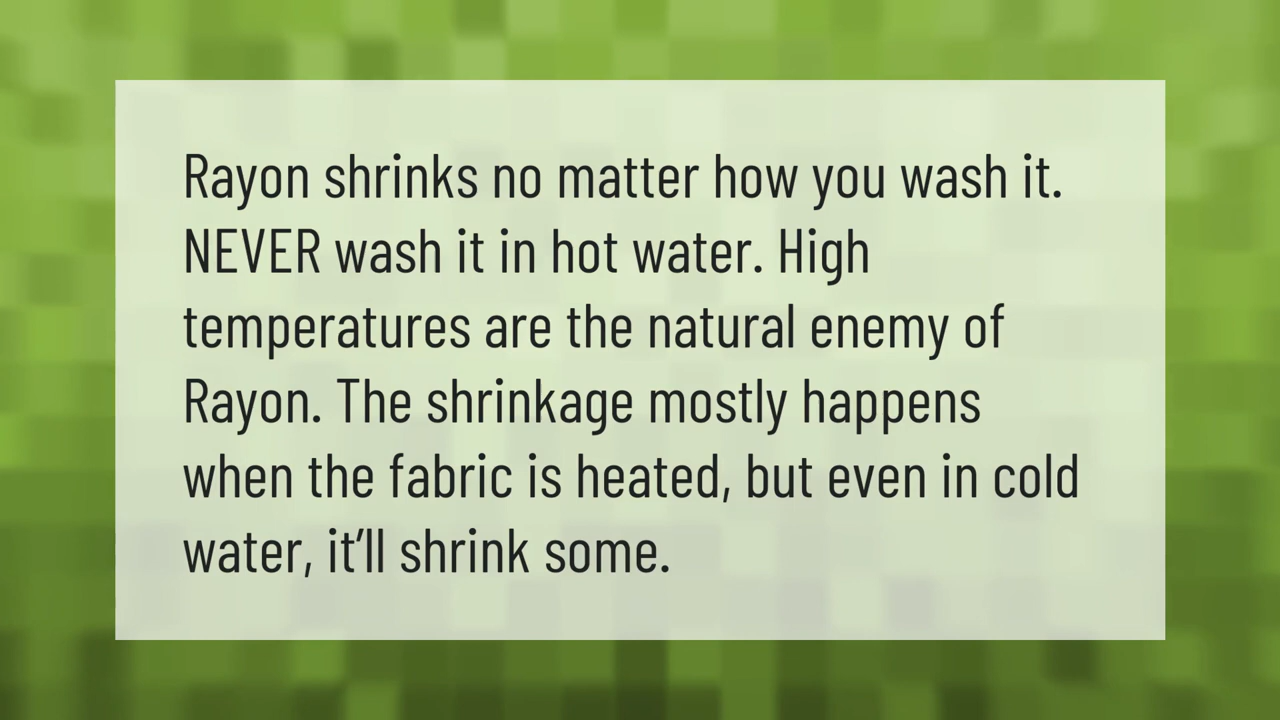 Rayon shrinks no matter how you wash it.
NEVER wash it in hot water. High
temperatures are the natural enemy of
Rayon. The shrinkage mostly happens
when the fabric is heated, but even in cold
water, it’ll shrink some.